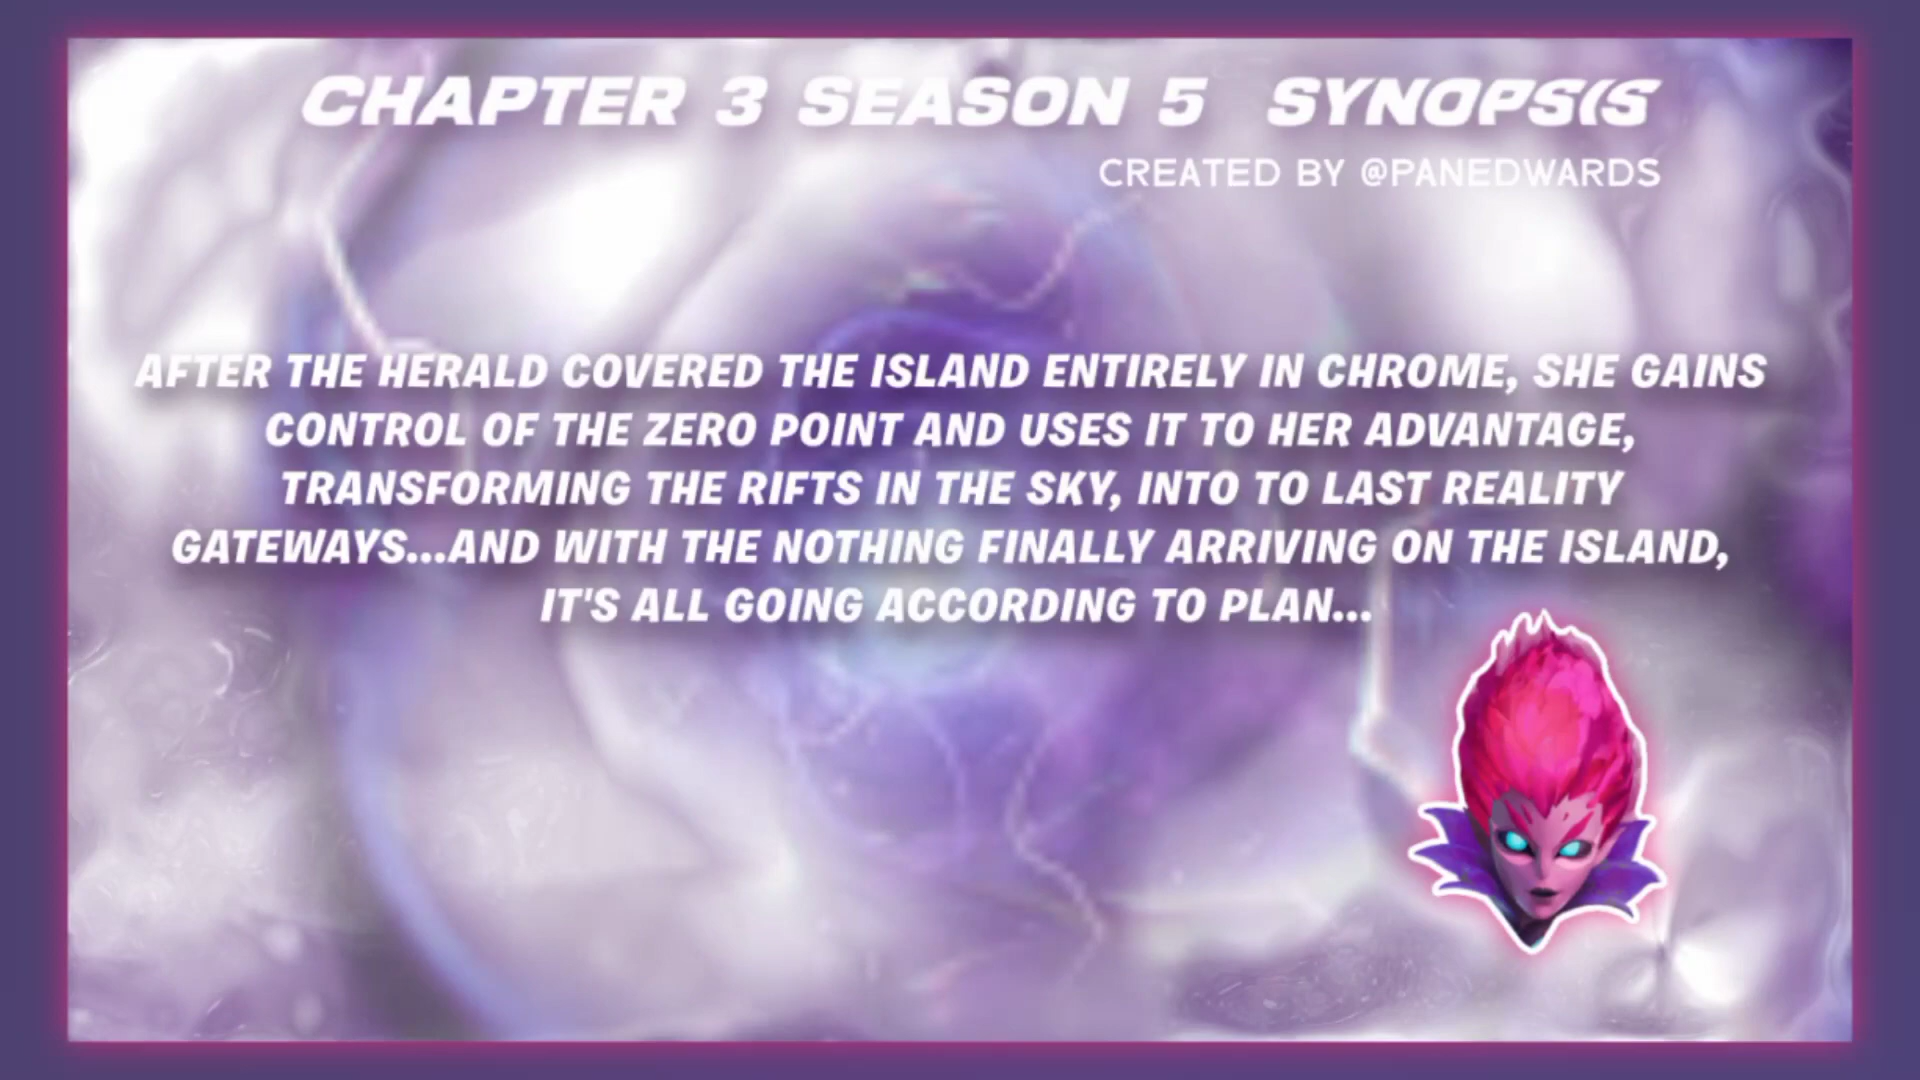 CHAPTER 3 SEASON 5 SYNOPSIS
CREATED BY @PANEDWARDS
AFTER THE HERALD COVERED THE ISLAND ENTIRELY IN CHROME, SHE GAINS
CONTROL OF THE ZERO POINT AND USES IT TO HER ADVANTAGE,
TRANSFORMING THE RIFTS IN THE SKY, INTO TO LAST REALITY
GATEWAYS...AND WITH THE NOTHING FINALLY ARRIVING ON THE ISLAND,
IT'S ALL GOING ACCORDING TO PLAN...